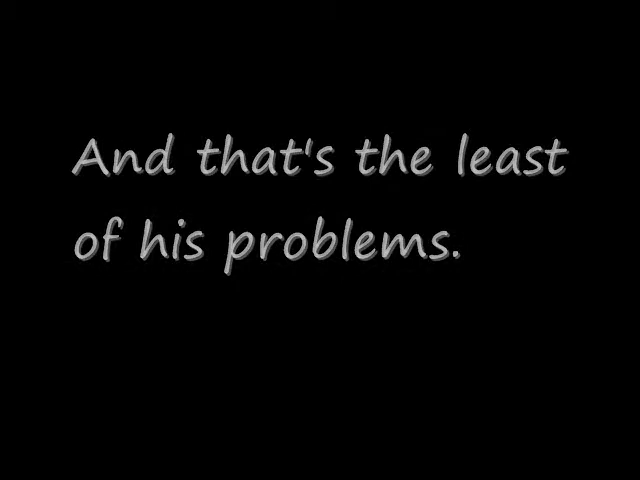 And that's the least
of his problems.